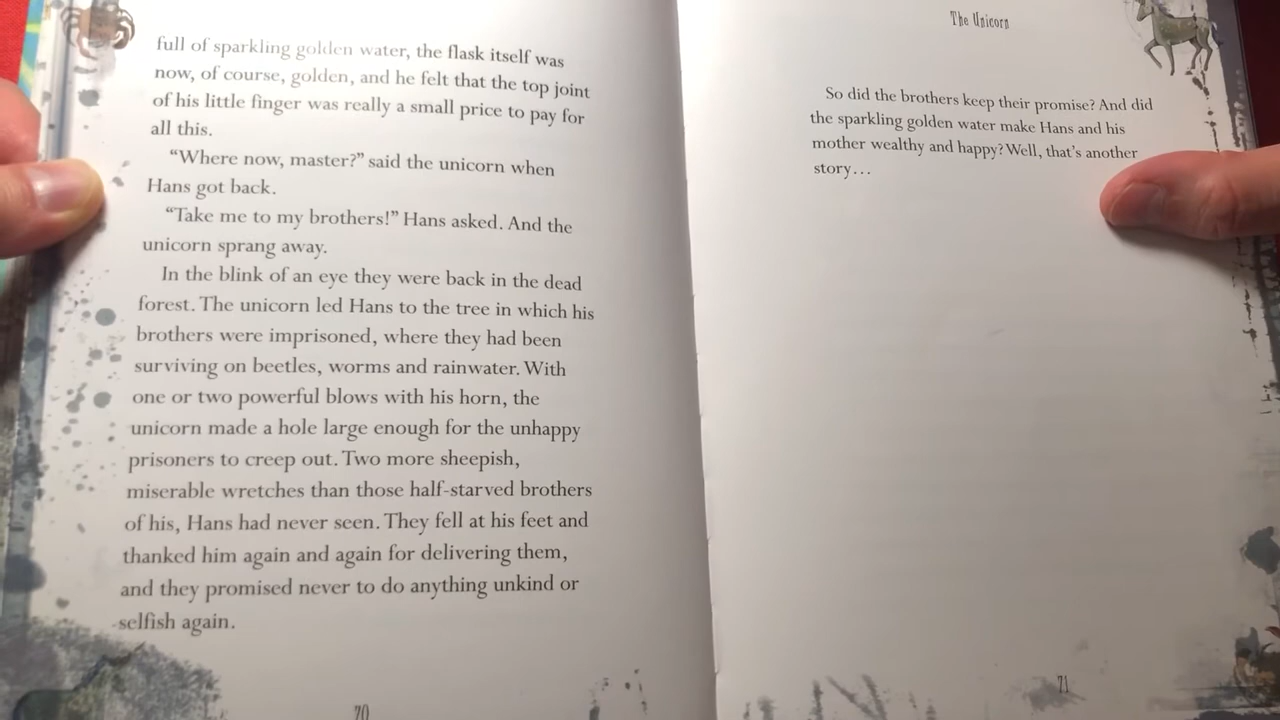 full of sparkling golden water, the flask itself was
now, of course, golden, and he felt that the top joint
of his little finger was really a small price to pay for
all this.
“Where now, master?” said the unicorn when
Hans got back.
“Take me to my brothers!” Hans asked. And the
unicorn sprang away.
In the blink of an eye they were back in the dead
forest. The unicorn led Hans to the tree in which his
brothers were imprisoned, where they had been
surviving on beetles, worms and rainwater. With
one or two powerful blows with his horn, the
unicorn made a hole large enough for the unhappy
prisoners to creep out. Two more sheepish,
miserable wretches than those half-starved brothers
of his, Hans had never seen. They fell at his feet and
thanked him again and again for delivering them,
and they promised never to do anything unkind or
selfish again.
70
The Unicorn
So did the brothers keep their promise? And did
the sparkling golden water make Hans and his
mother wealthy and happy? Well, that’s another
story…
71